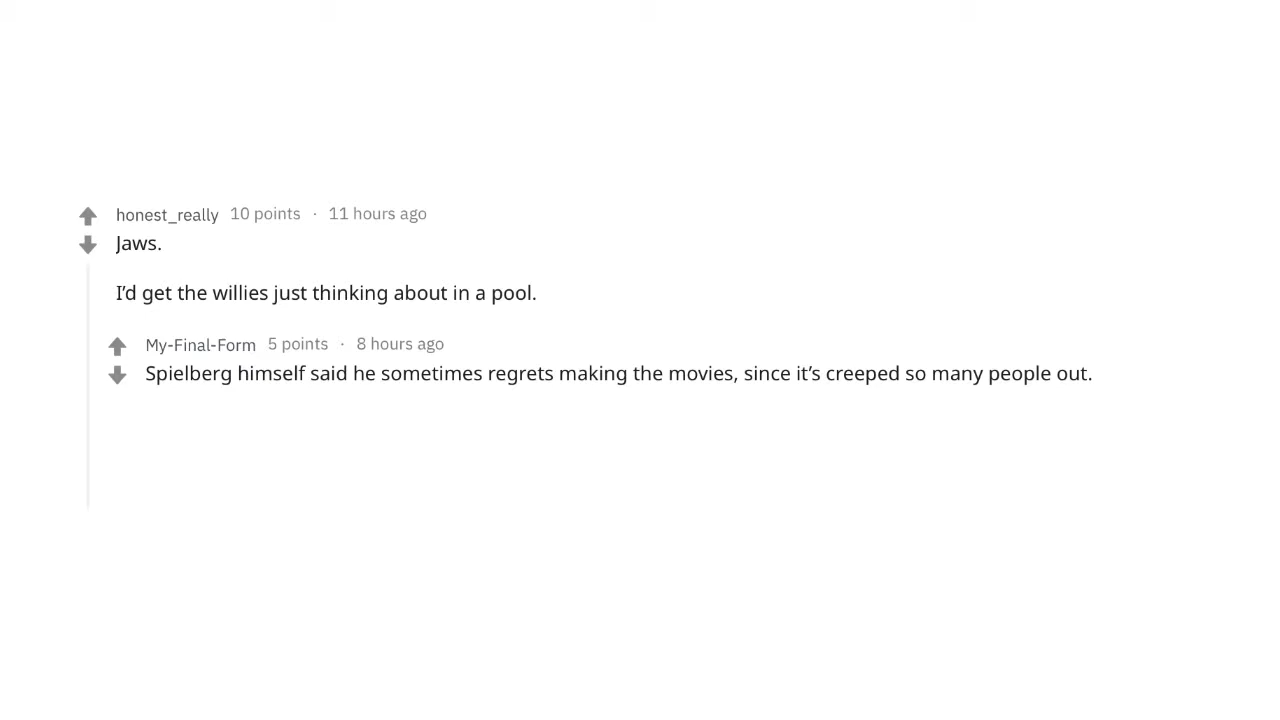 honest_really 10 points · 11 hours ago
Jaws.
I'd get the willies just thinking about in a pool.
My-Final-Form 5 points · 8 hours ago
Spielberg himself said he sometimes regrets making the movies, since it's creeped so many people out.